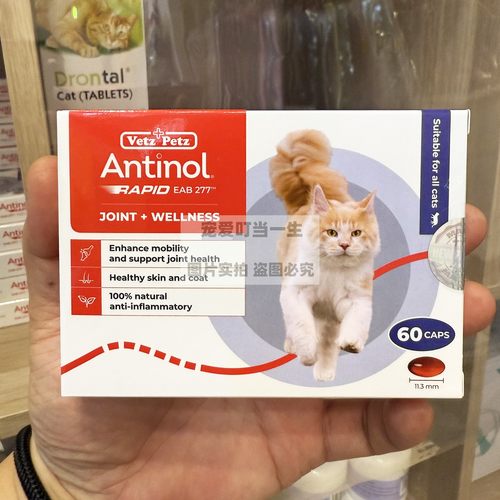 Drontal
Cat (TABLETS)
Vetz Petz
Antinol®
RAPID EAB 277™
JOINT + WELLNESS
Enhance mobility
and support joint health
Healthy skin and coat
100% natural
anti-inflammatory
Suitable for all cats
60 CAPS
11.3 mm
宠爱叮当一生
图片实拍 盗图必究